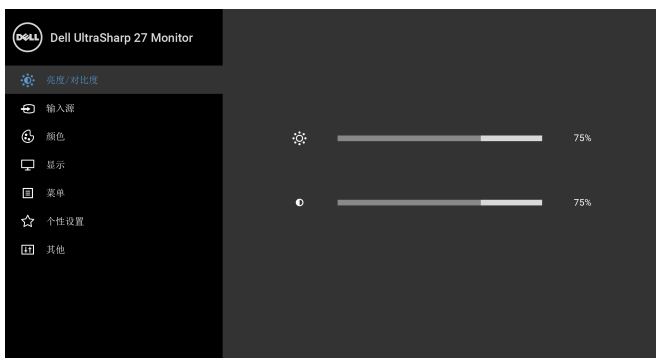 DELL
Dell UltraSharp 27 Monitor
亮度/对比度
输入源
颜色
显示
菜单
个性设置
其他
75%
75%